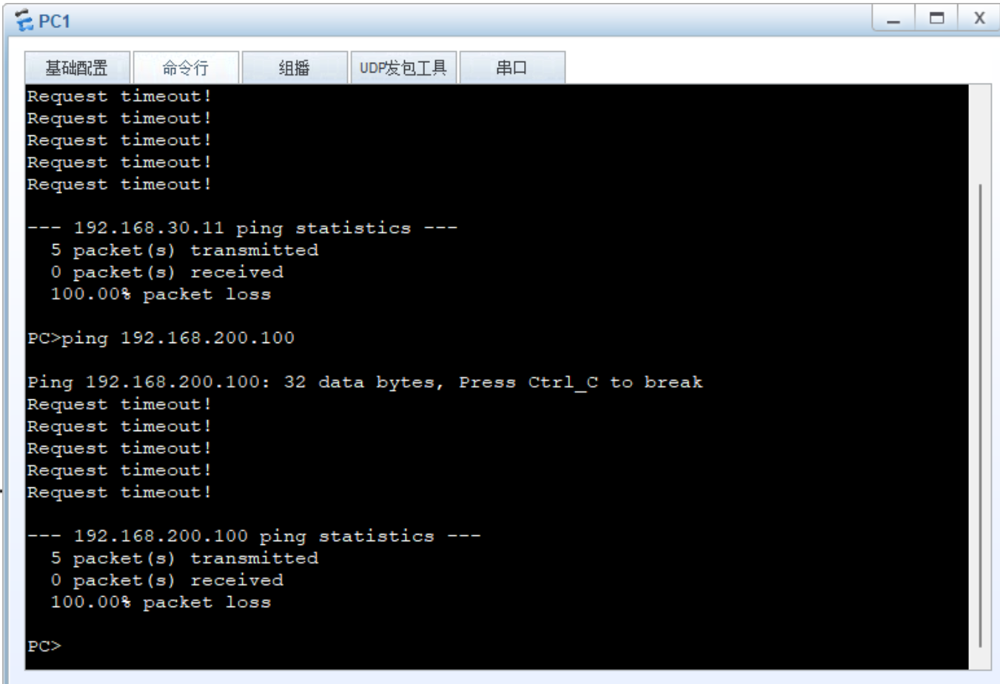 PC1
基础配置 命令行 组播 UDP发包工具 串口
Request timeout!
Request timeout!
Request timeout!
Request timeout!
Request timeout!
--- 192.168.30.11 ping statistics ---
5 packet(s) transmitted
0 packet(s) received
100.00% packet loss
PC>ping 192.168.200.100
Ping 192.168.200.100: 32 data bytes, Press Ctrl_C to break
Request timeout!
Request timeout!
Request timeout!
Request timeout!
Request timeout!
--- 192.168.200.100 ping statistics ---
5 packet(s) transmitted
0 packet(s) received
100.00% packet loss
PC>